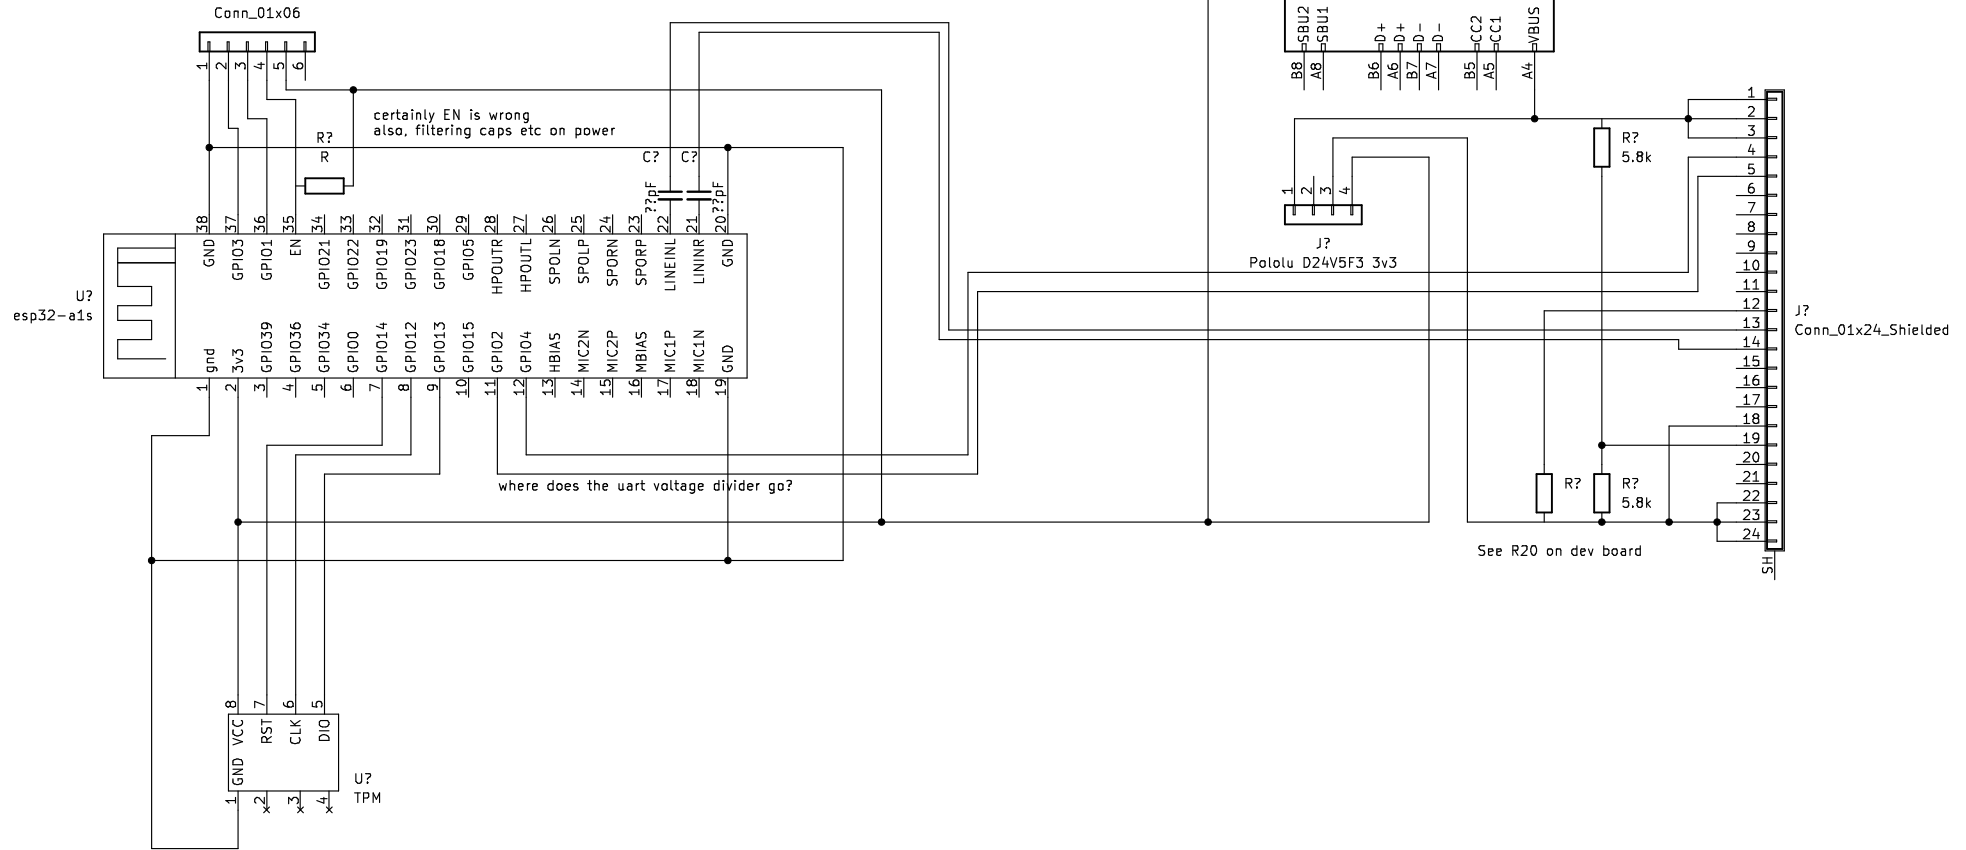 Conn_01x06
1 2 3 4 5 6
certainly EN is wrong
also, filtering caps etc on power
R?
R
C? C?
??pF ??pF
38 37 36 35 34 33 32 31 30 29 28 27 26 25 24 23 22 21 20
GND GPIO3 GPIO1 EN GPIO21 GPIO22 GPIO19 GPIO23 GPIO18 GPIO5 HPOUTR HPOUTL SPOLN SPOLP SPORN SPORP LINEINL LININR GND
U?
esp32-a1s
gnd 3v3 GPIO39 GPIO36 GPIO34 GPIO0 GPIO14 GPIO12 GPIO13 GPIO15 GPIO2 GPIO4 HBIAS MIC2N MIC2P MBIAS MIC1P MIC1N GND
1 2 3 4 5 6 7 8 9 10 11 12 13 14 15 16 17 18 19
where does the uart voltage divider go?
8 7 6 5
VCC RST CLK DIO
GND
1 2 3 4
U?
TPM
SBU2 SBU1 D+ D+ D- D- CC2 CC1 VBUS
B8 A8 B6 A6 B7 A7 B5 A5 A4
1 2 3 4
J?
Pololu D24V5F3 3v3
R?
5.8k
R?
R?
5.8k
See R20 on dev board
1
2
3
4
5
6
7
8
9
10
11
12
13
14
15
16
17
18
19
20
21
22
23
24
SH
J?
Conn_01x24_Shielded